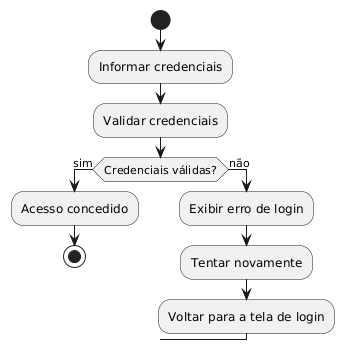 Informar credenciais
Validar credenciais
Credenciais válidas?
sim
não
Acesso concedido
Exibir erro de login
Tentar novamente
Voltar para a tela de login